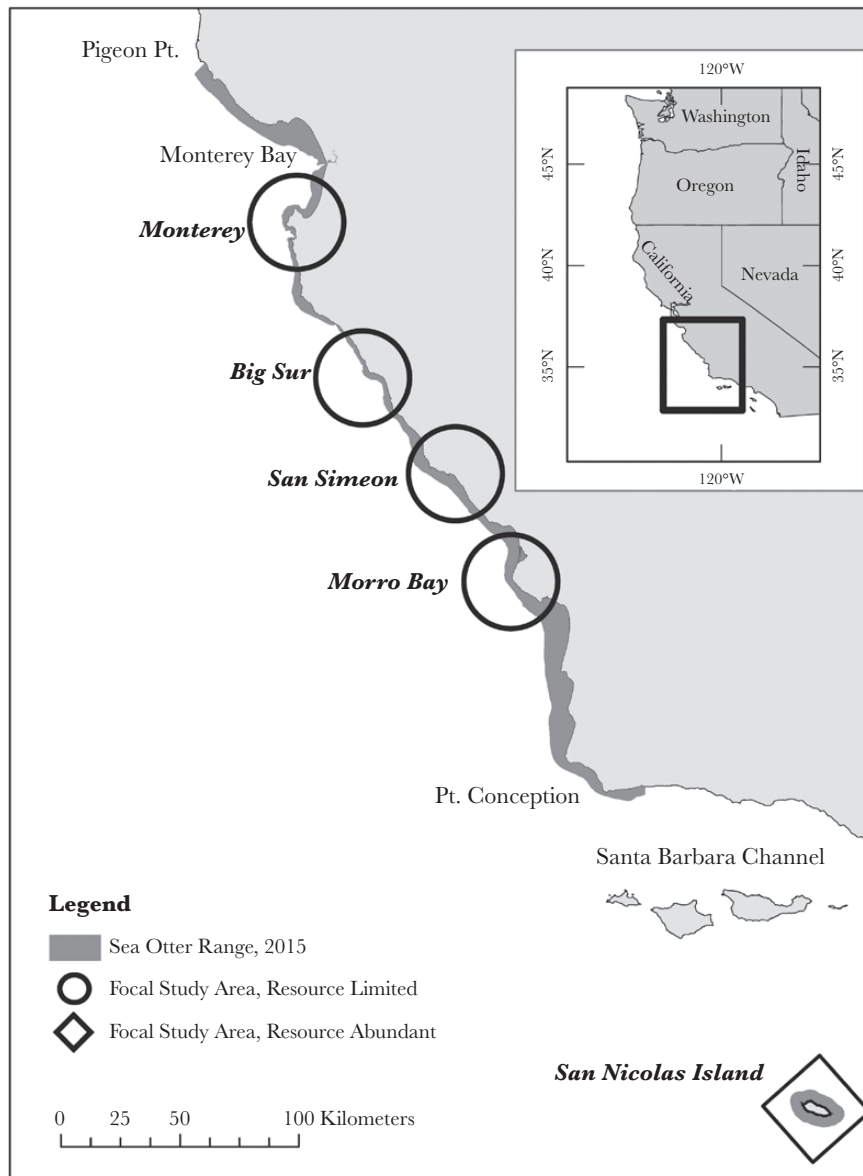 Pigeon Pt.
Monterey Bay
Monterey
Big Sur
San Simeon
Morro Bay
Pt. Conception
Santa Barbara Channel
San Nicolas Island
120°W
Washington
Oregon
Idaho
California
Nevada
45°N
40°N
35°N
45°N
40°N
35°N
120°W
Legend
Sea Otter Range, 2015
Focal Study Area, Resource Limited
Focal Study Area, Resource Abundant
0 25 50 100 Kilometers